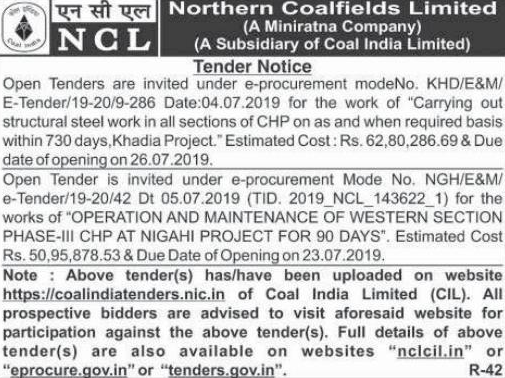 एन सी एल
NCL
Coal India
Northern Coalfields Limited
(A Miniratna Company)
(A Subsidiary of Coal India Limited)
Tender Notice
Open Tenders are invited under e-procurement modeNo. KHD/E&M/
E-Tender/19-20/9-286 Date:04.07.2019 for the work of “Carrying out
structural steel work in all sections of CHP on as and when required basis
within 730 days,Khadia Project.” Estimated Cost : Rs. 62,80,286.69 & Due
date of opening on 26.07.2019.
Open Tender is invited under e-procurement Mode No. NGH/E&M/
e-Tender/19-20/42 Dt 05.07.2019 (TID. 2019_NCL_143622_1) for the
works of “OPERATION AND MAINTENANCE OF WESTERN SECTION
PHASE-III CHP AT NIGAHI PROJECT FOR 90 DAYS”. Estimated Cost
Rs. 50,95,878.53 & Due Date of Opening on 23.07.2019.
Note : Above tender(s) has/have been uploaded on website
https://coalindiatenders.nic.in of Coal India Limited (CIL). All
prospective bidders are advised to visit aforesaid website for
participation against the above tender(s). Full details of above
tender(s) are also available on websites “nclcil.in” or
“eprocure.gov.in” or “tenders.gov.in”. R-42